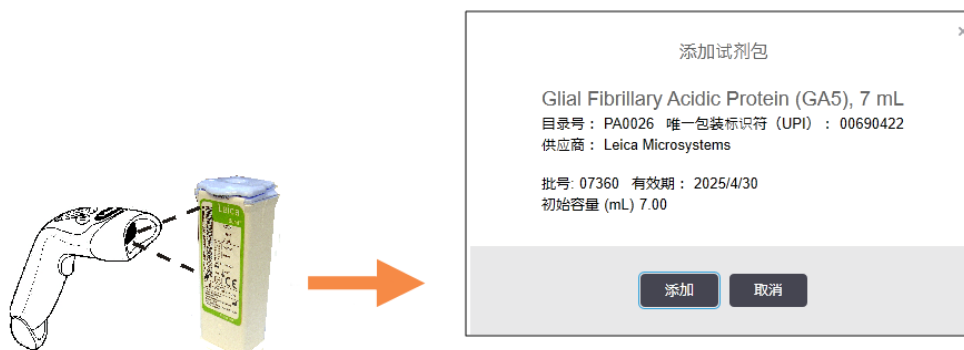 Leica
添加试剂包
Glial Fibrillary Acidic Protein (GA5), 7 mL
目录号： PA0026 唯一包装标识符（UPI）： 00690422
供应商： Leica Microsystems
批号: 07360 有效期： 2025/4/30
初始容量 (mL) 7.00
添加
取消